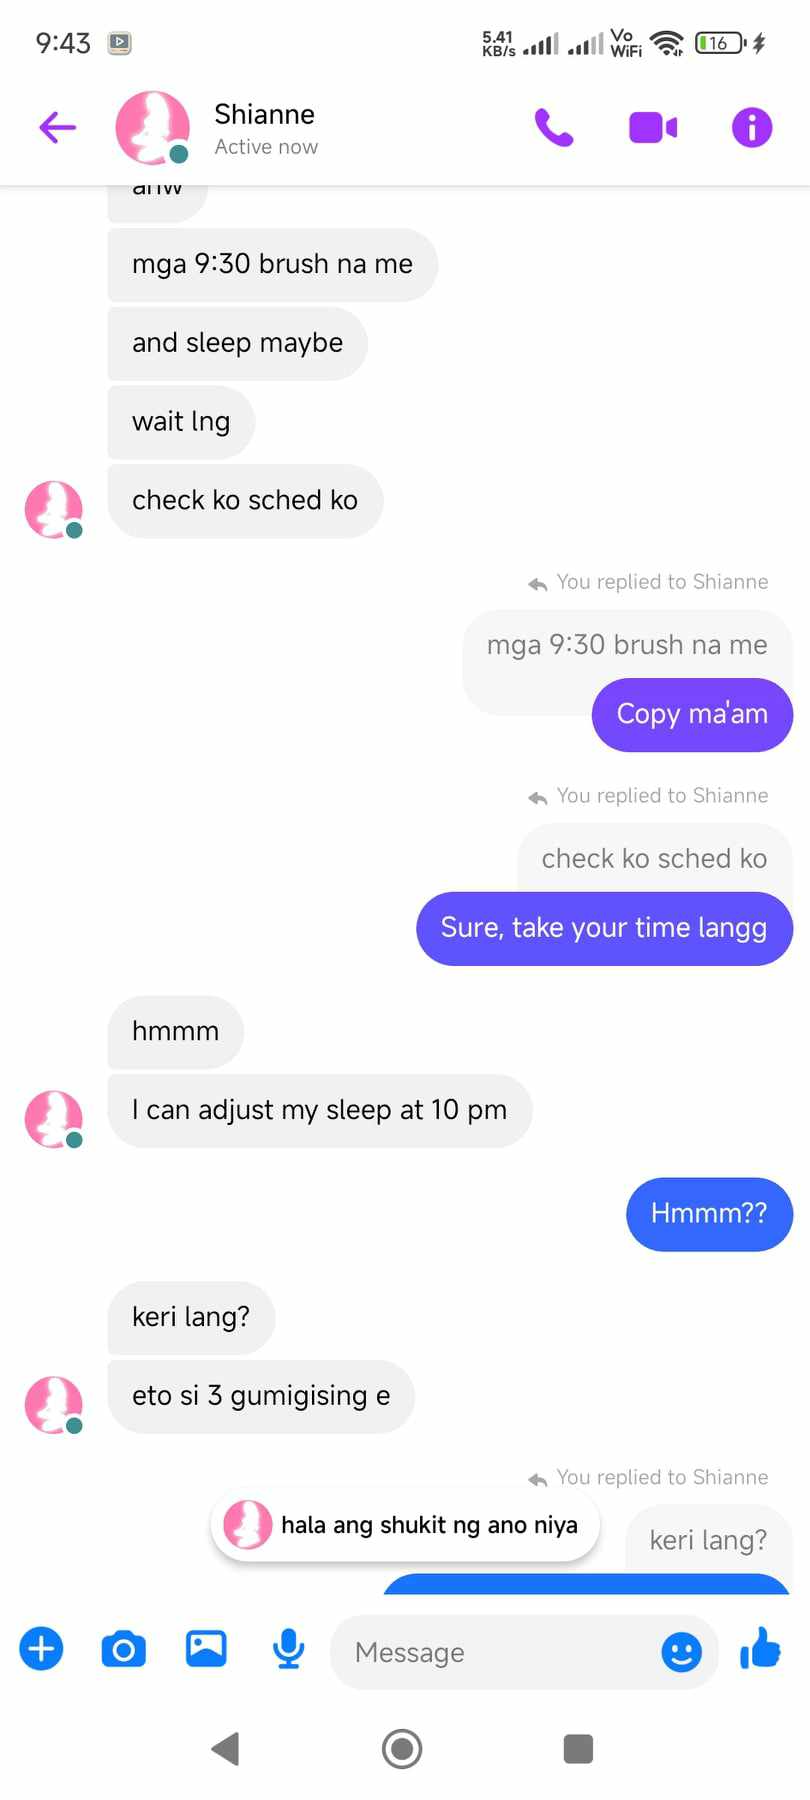 9:43
5.41 KB/s
Vo WiFi
16
Shianne
Active now
anw
mga 9:30 brush na me
and sleep maybe
wait lng
check ko sched ko
You replied to Shianne
mga 9:30 brush na me
Copy ma'am
You replied to Shianne
check ko sched ko
Sure, take your time langg
hmmm
I can adjust my sleep at 10 pm
Hmmm??
keri lang?
eto si 3 gumigising e
You replied to Shianne
hala ang shukit ng ano niya
keri lang?
Message